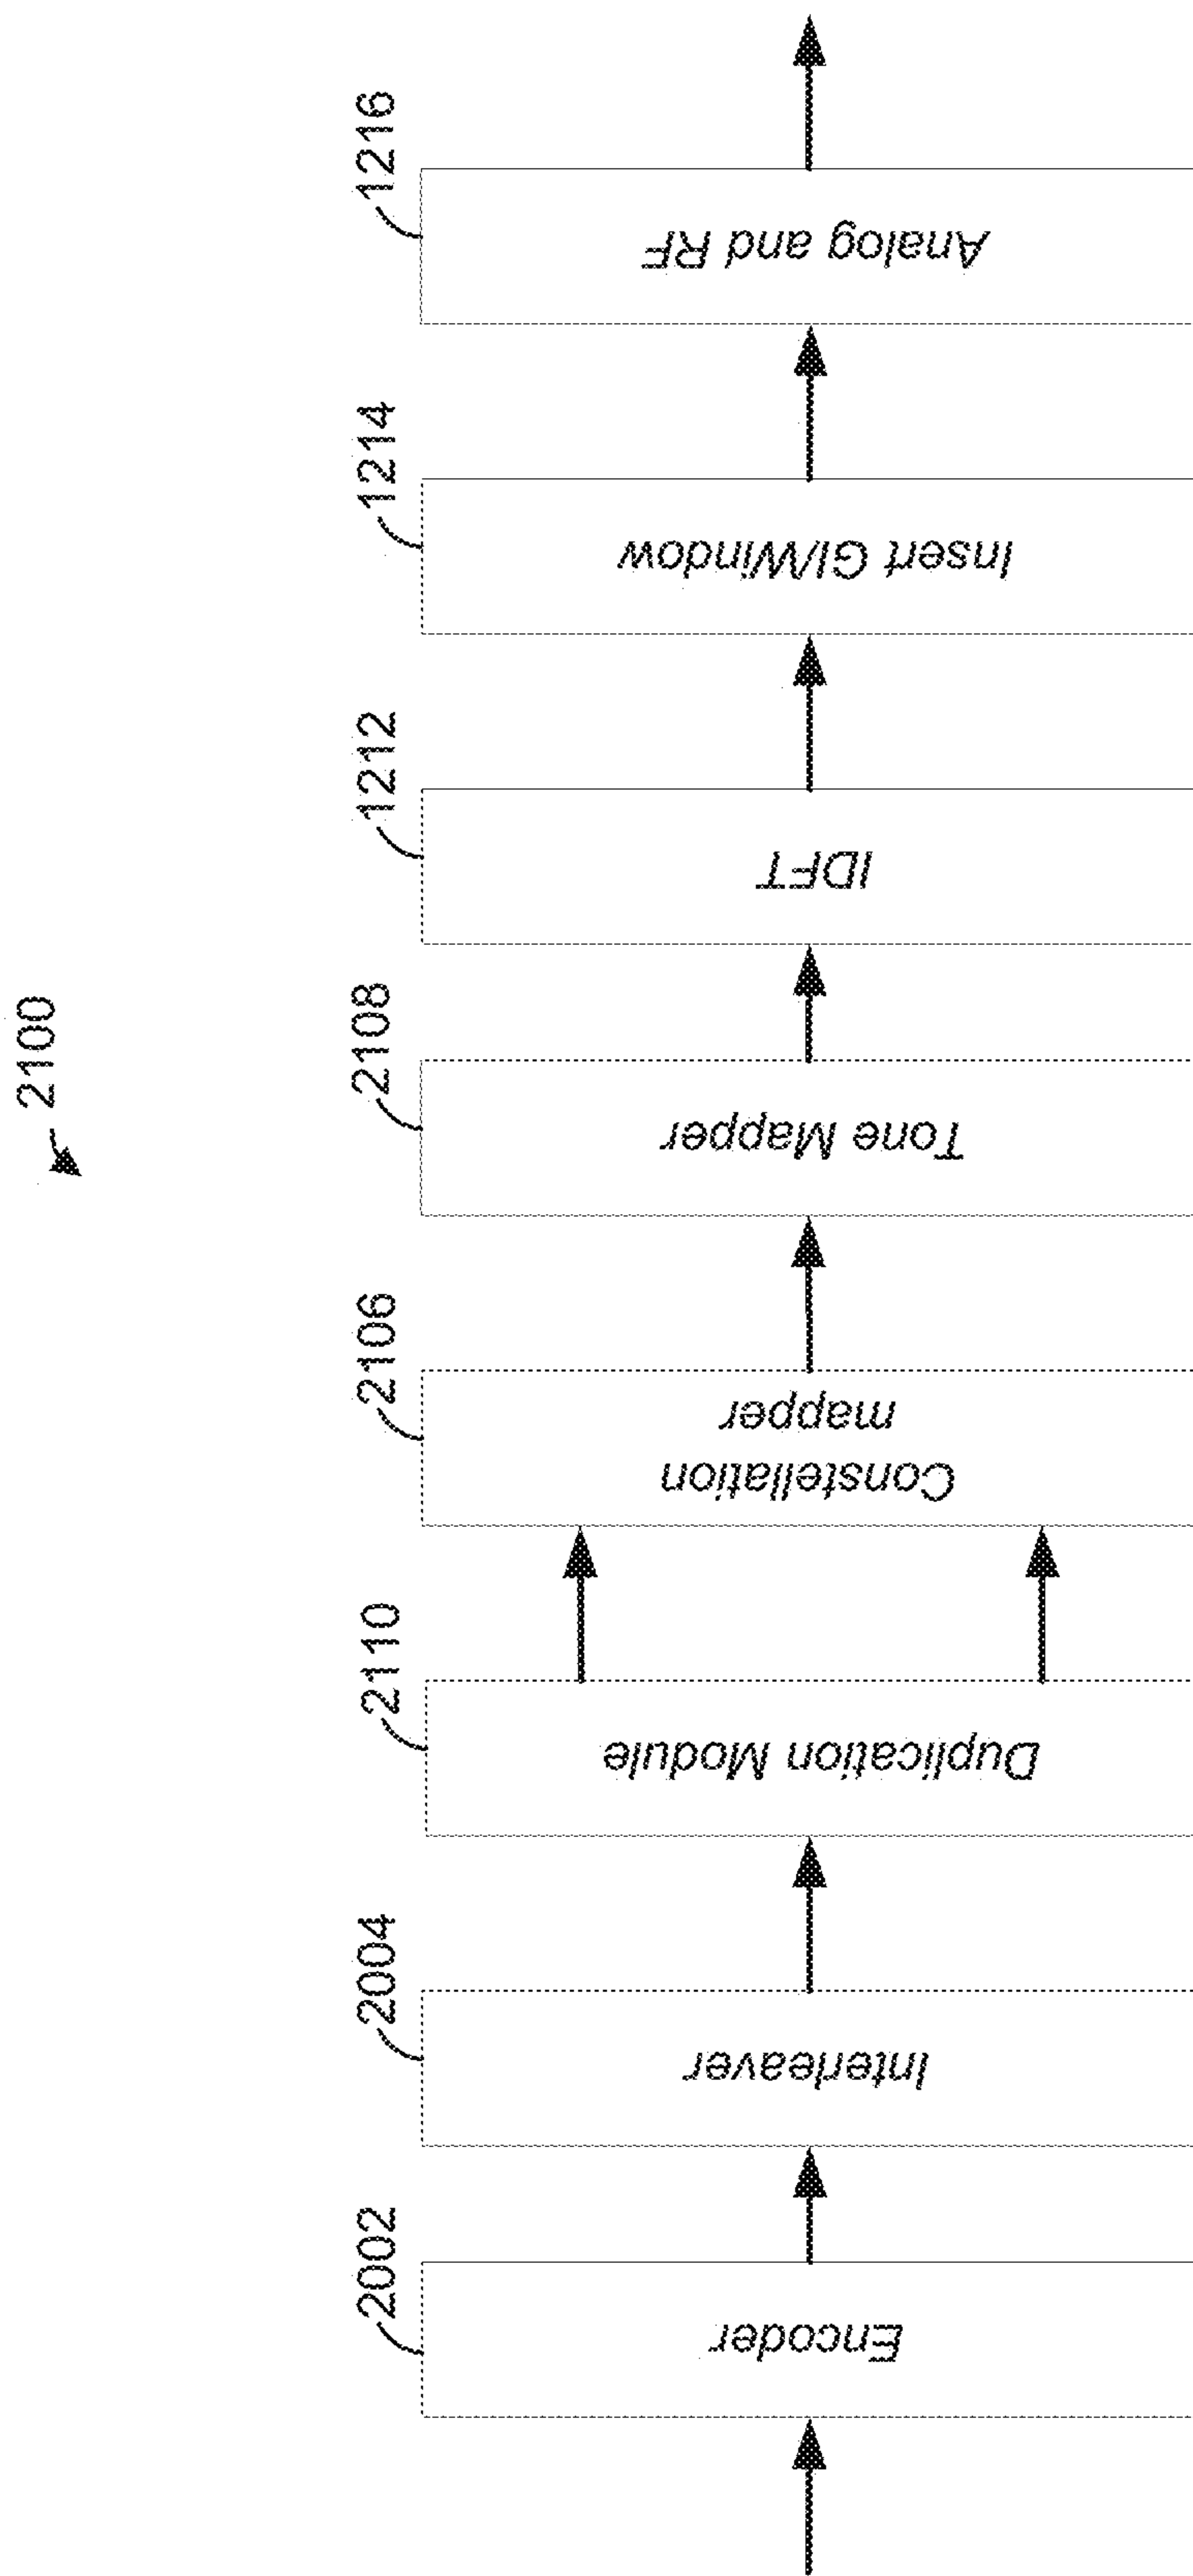 2100
2002
Encoder
2004
Interleaver
2110
Duplication Module
2106
Constellation
mapper
2108
Tone Mapper
1212
IDFT
1214
Insert GI/Window
1216
Analog and RF